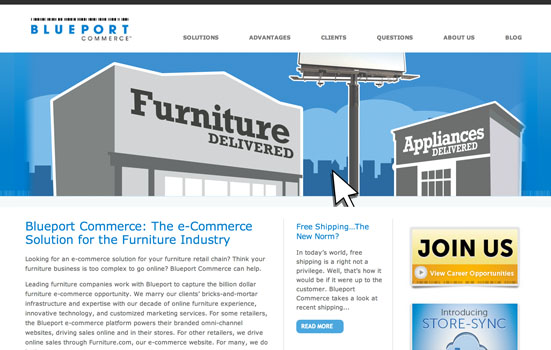 BLUEPORT
COMMERCE
SOLUTIONS ADVANTAGES CLIENTS QUESTIONS ABOUT US BLOG
Furniture
DELIVERED
Appliances
DELIVERED
Blueport Commerce: The e-Commerce
Solution for the Furniture Industry
Looking for an e-commerce solution for your furniture retail chain? Think your
furniture business is too complex to go online? Blueport Commerce can help.
Leading furniture companies work with Blueport to capture the billion dollar
furniture e-commerce opportunity. We marry our clients' bricks-and-mortar
infrastructure and expertise with our decade of online furniture experience,
innovative technology, and customized marketing services. For some retailers,
the Blueport e-commerce platform powers their branded omni-channel
websites, driving sales online and in their stores. For other retailers, we drive
online sales through Furniture.com, our e-commerce website. For many, we do
Free Shipping...The
New Norm?
In today's world, free
shipping is a right not a
privilege. Well, that's how it
would be if it were up to the
customer. Blueport
Commerce takes a look at
recent shipping...
READ MORE
JOIN US
View Career Opportunities
Introducing
STORE-SYNC